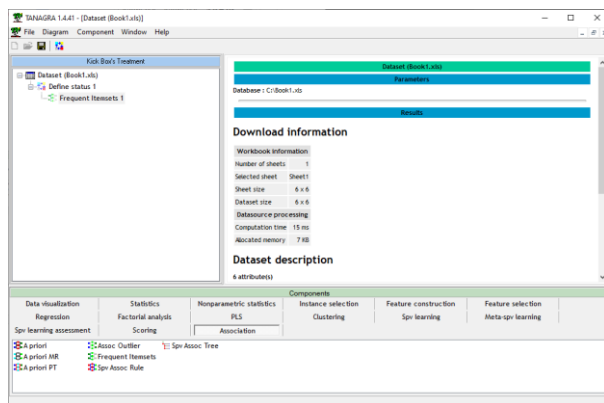 TANAGRA 1.4.41 - [Dataset (Book1.xls)]
File Diagram Component Window Help
Kick Box's Treatment
Dataset (Book1.xls)
Define status 1
Frequent Itemsets 1
Dataset (Book1.xls)
Parameters
Database : C:\Book1.xls
Results
Download information
Workbook information
Number of sheets 1
Selected sheet Sheet1
Sheet size 6 x 6
Dataset size 6 x 6
Datasource processing
Computation time 15 ms
Allocated memory 7 KB
Dataset description
6 attribute(s)
Components
Data visualization Statistics Nonparametric statistics Instance selection Feature construction Feature selection
Regression Factorial analysis PLS Clustering Spv learning Meta-spv learning
Spv learning assessment Scoring Association
A priori Assoc Outlier Spv Assoc Tree
A priori MR Frequent Itemsets
A priori PT Spv Assoc Rule